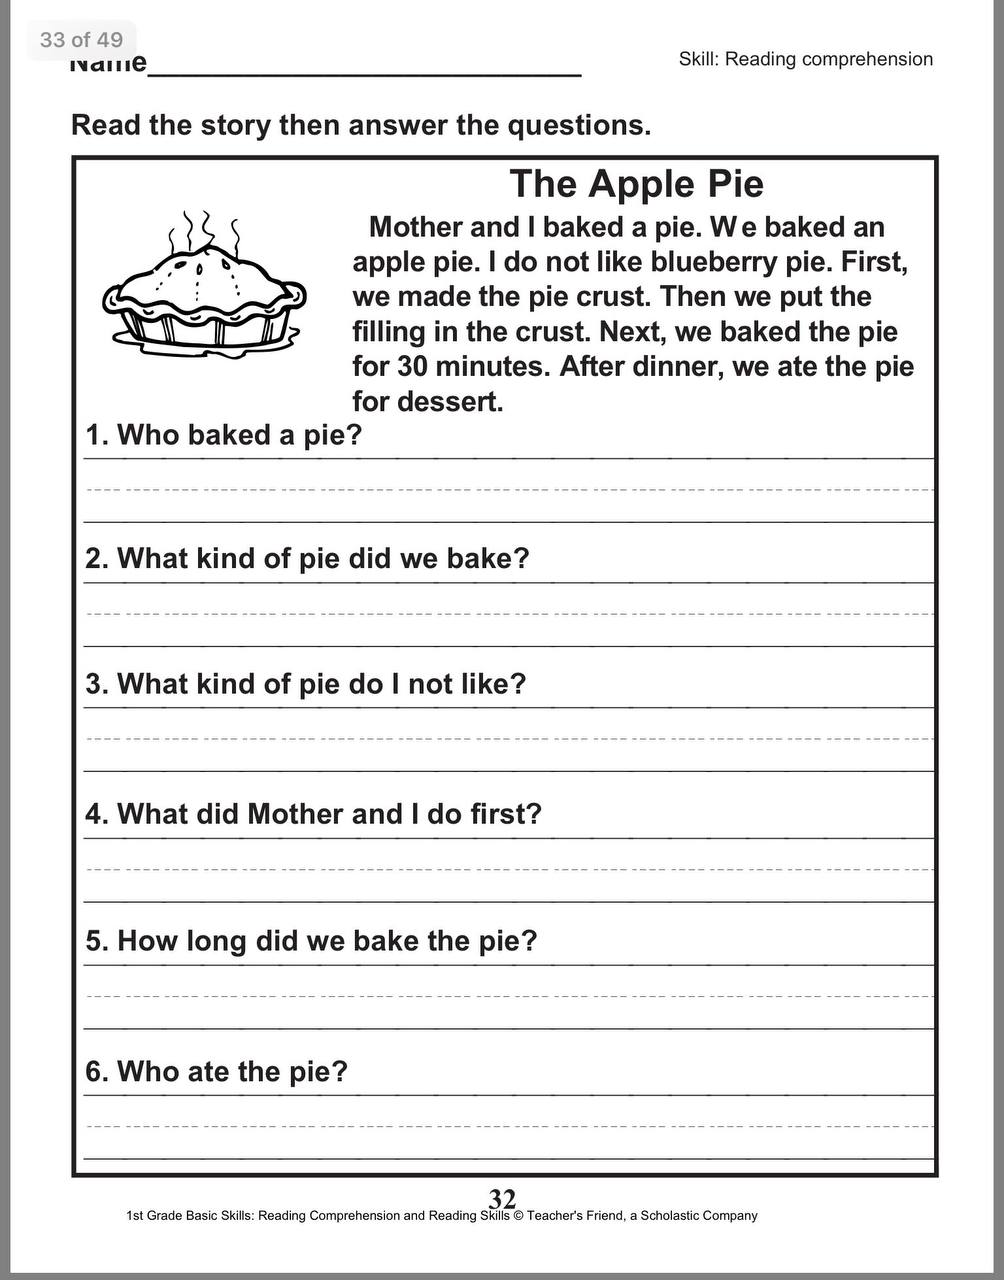 33 of 49
Name
Skill: Reading comprehension
Read the story then answer the questions.
The Apple Pie
Mother and I baked a pie. We baked an
apple pie. I do not like blueberry pie. First,
we made the pie crust. Then we put the
filling in the crust. Next, we baked the pie
for 30 minutes. After dinner, we ate the pie
for dessert.
1. Who baked a pie?
2. What kind of pie did we bake?
3. What kind of pie do I not like?
4. What did Mother and I do first?
5. How long did we bake the pie?
6. Who ate the pie?
32
1st Grade Basic Skills: Reading Comprehension and Reading Skills © Teacher's Friend, a Scholastic Company